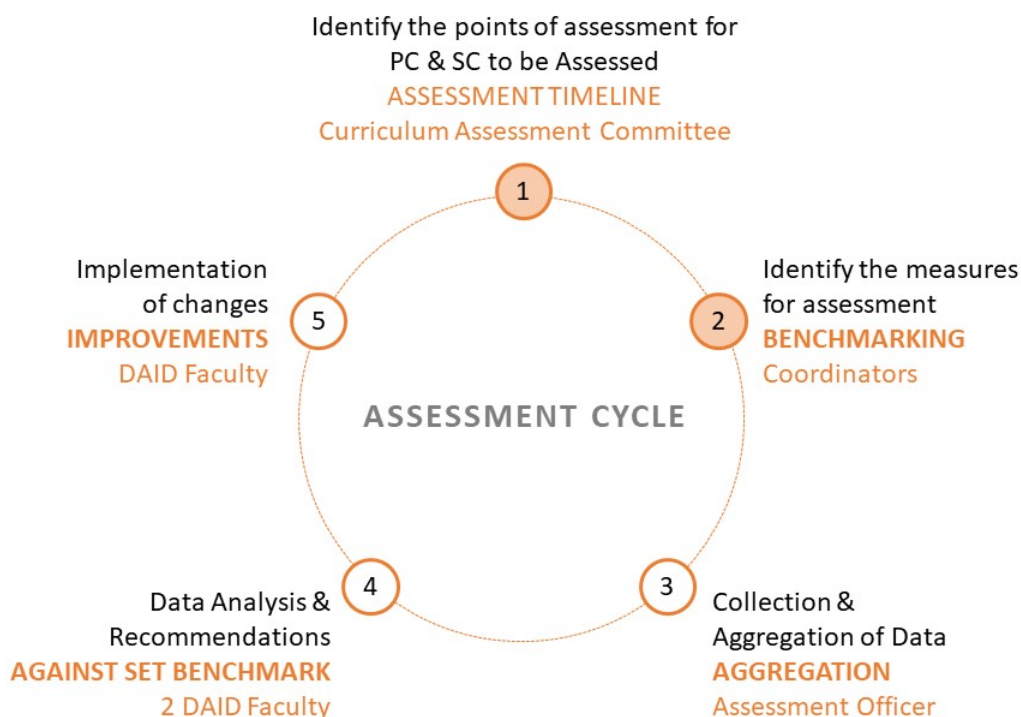 Identify the points of assessment for
PC & SC to be Assessed
ASSESSMENT TIMELINE
Curriculum Assessment Committee
1
Implementation
of changes
IMPROVEMENTS
DAID Faculty
5
2
Identify the measures
for assessment
BENCHMARKING
Coordinators
ASSESSMENT CYCLE
Data Analysis &
Recommendations
AGAINST SET BENCHMARK
2 DAID Faculty
4
3
Collection &
Aggregation of Data
AGGREGATION
Assessment Officer